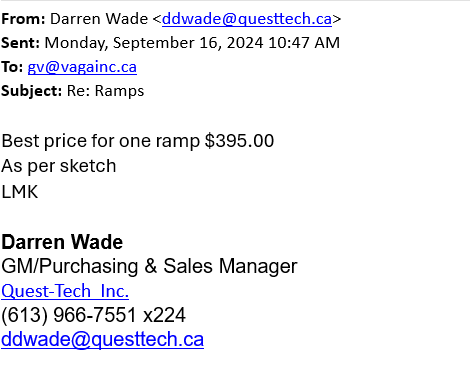 From: Darren Wade <ddwade@questtech.ca>
Sent: Monday, September 16, 2024 10:47 AM
To: gv@vagainc.ca
Subject: Re: Ramps
Best price for one ramp $395.00
As per sketch
LMK
Darren Wade
GM/Purchasing & Sales Manager
Quest-Tech Inc.
(613) 966-7551 x224
ddwade@questtech.ca